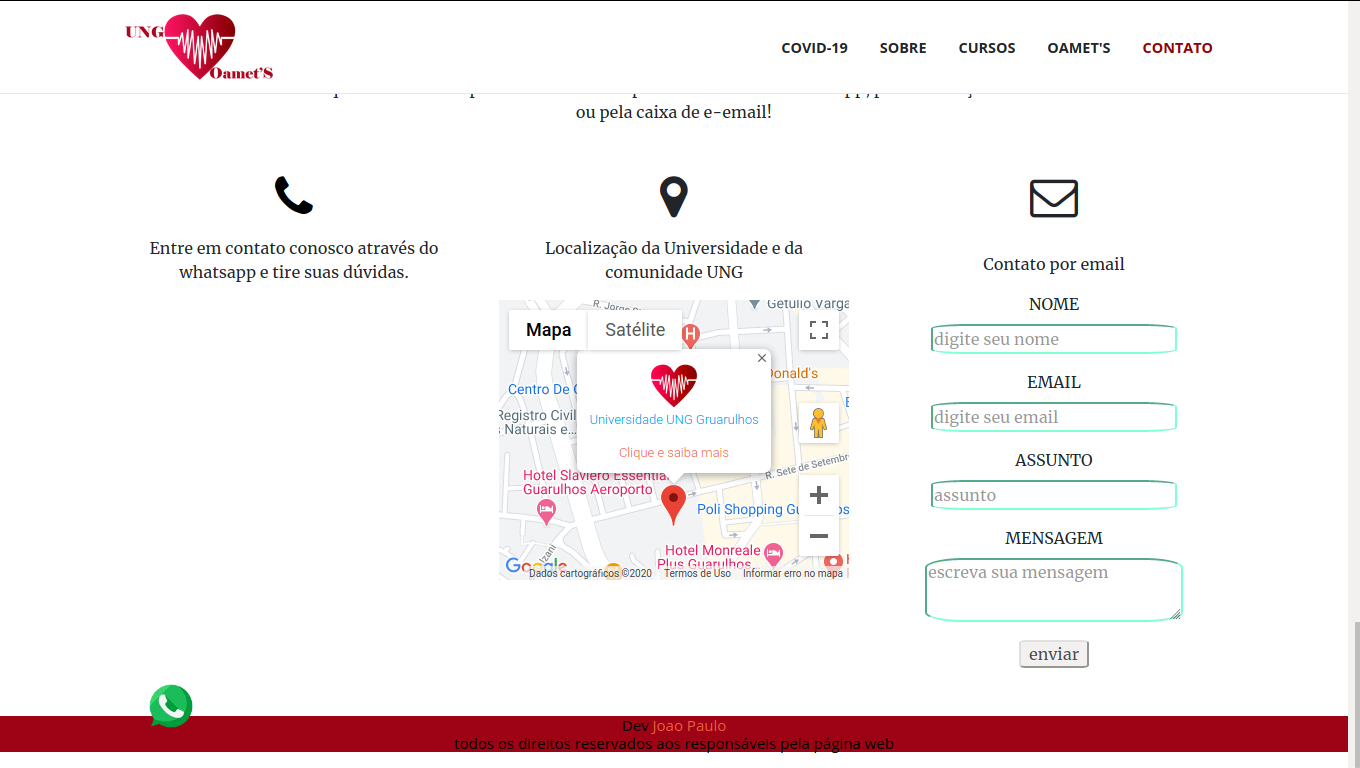 UNG
Oamet'S
COVID-19
SOBRE
CURSOS
OAMET'S
CONTATO
ou pela caixa de e-email!
Entre em contato conosco através do
whatsapp e tire suas dúvidas.
Localização da Universidade e da
comunidade UNG
Mapa
Satélite
R. Jorge
Getúlio Varga
H
Donald's
Centro De C
Registro Civil
s Naturais e...
Universidade UNG Gruarulhos
Clique e saiba mais
R. Sete de Setembro
Hotel Slaviero Essential
Guarulhos Aeroporto
Poli Shopping Gu
os
Hotel Monreale
Plus Guarulhos...
Izani
Google
Dados cartográficos ©2020
Termos de Uso
Informar erro no mapa
Contato por email
NOME
digite seu nome
EMAIL
digite seu email
ASSUNTO
assunto
MENSAGEM
escreva sua mensagem
enviar
Dev Joao Paulo
todos os direitos reservados aos responsáveis pela página web